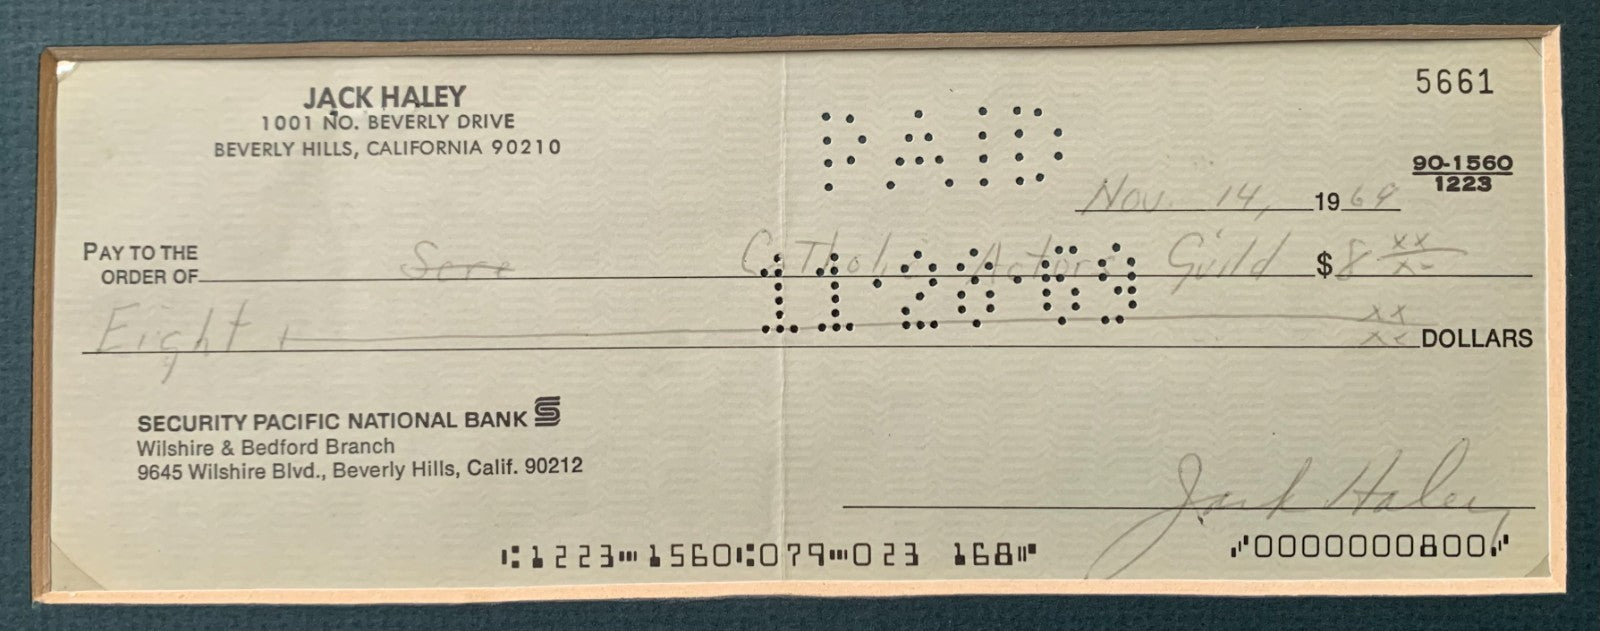 JACK HALEY
1001 NO. BEVERLY DRIVE
BEVERLY HILLS, CALIFORNIA 90210
5661
90-1560
1223
PAID
Nov. 14, 1969
PAY TO THE
ORDER OF Catholic Actors Guild $8 xx/xx
11·26·69
Eight + xx/xx DOLLARS
SECURITY PACIFIC NATIONAL BANK
Wilshire & Bedford Branch
9645 Wilshire Blvd., Beverly Hills, Calif. 90212
Jack Haley
⑆1223⑉1560⑆079⑉023 168⑈ ⑈0000000800⑈